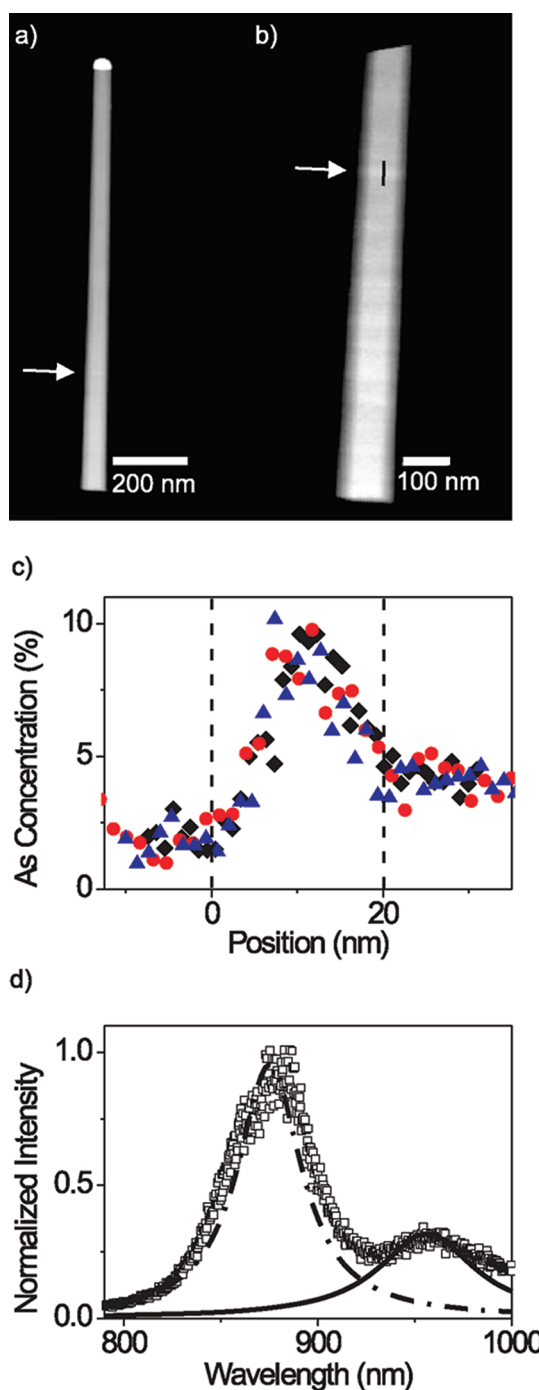 a)
b)
200 nm
100 nm
c)
10
5
0
As Concentration (%)
0
20
Position (nm)
d)
1.0
0.5
0.0
Normalized Intensity
800
900
1000
Wavelength (nm)